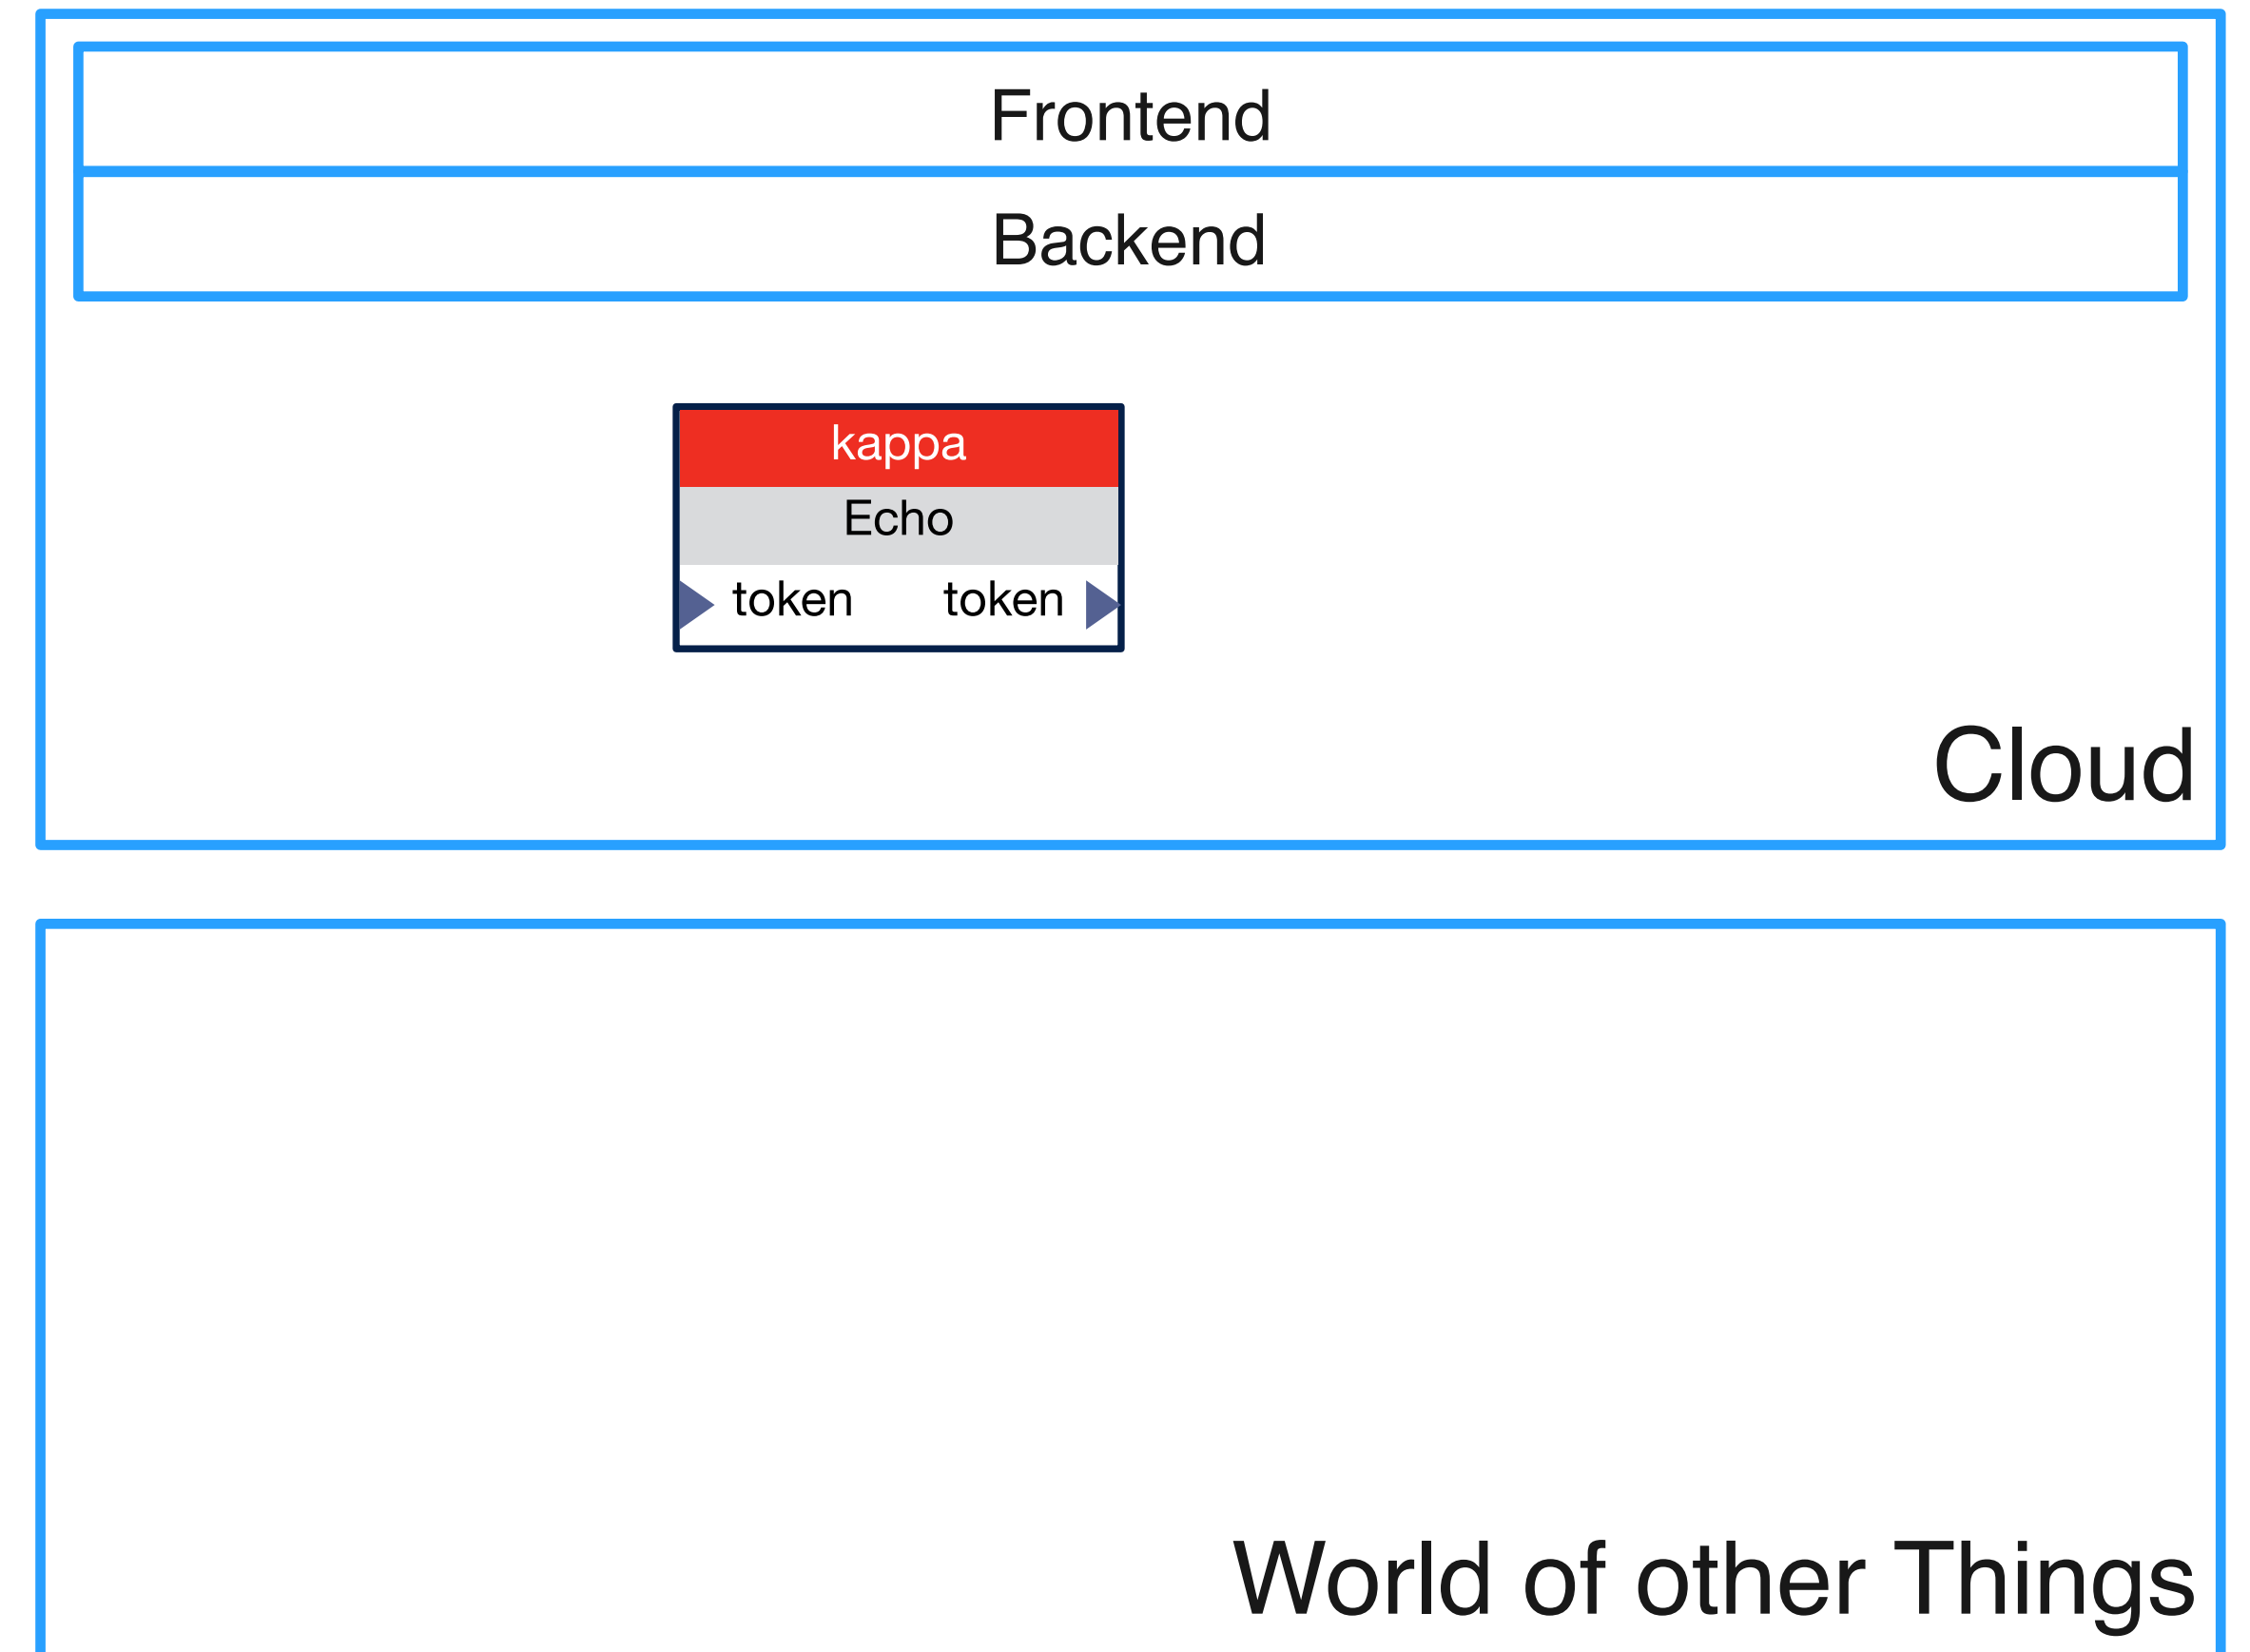 Frontend
Backend
kappa
Echo
token token
Cloud
World of other Things